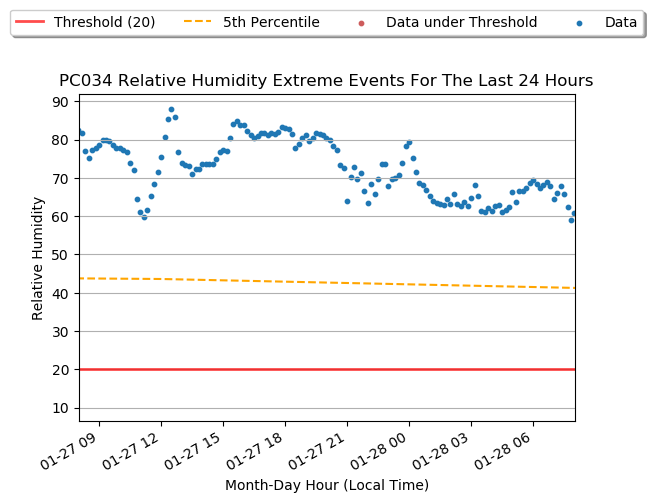 Threshold (20) 5th Percentile Data under Threshold Data
PC034 Relative Humidity Extreme Events For The Last 24 Hours
90
80
70
60
50
40
30
20
10
Relative Humidity
01-27 09 01-27 12 01-27 15 01-27 18 01-27 21 01-28 00 01-28 03 01-28 06
Month-Day Hour (Local Time)